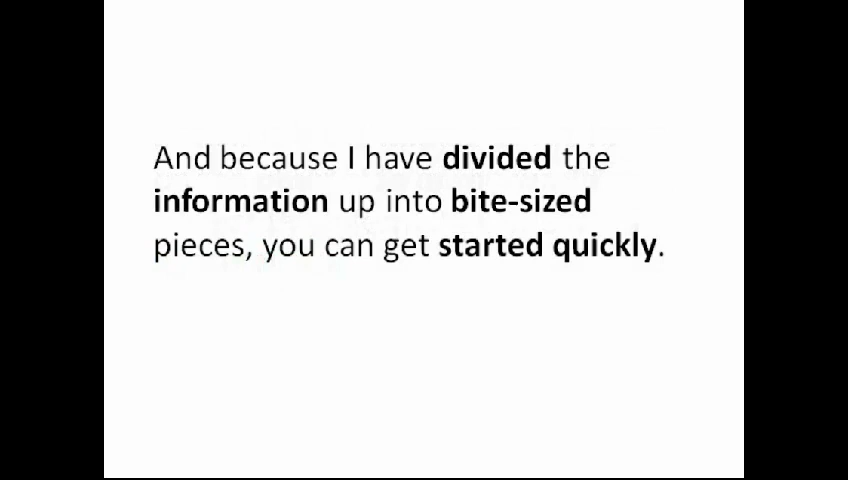 And because I have divided the
information up into bite-sized
pieces, you can get started quickly.